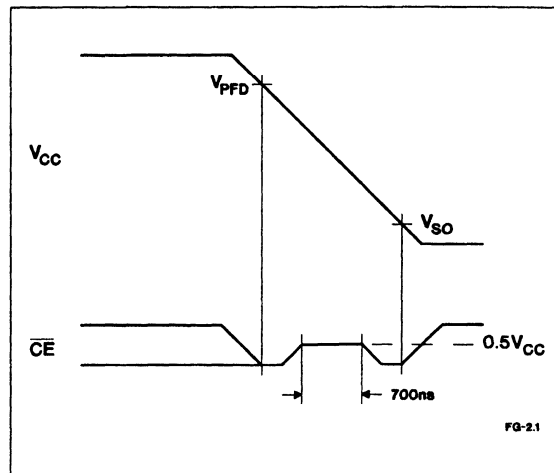 VPFD
VCC
VSO
CE
0.5VCC
700ns
FG-2.1